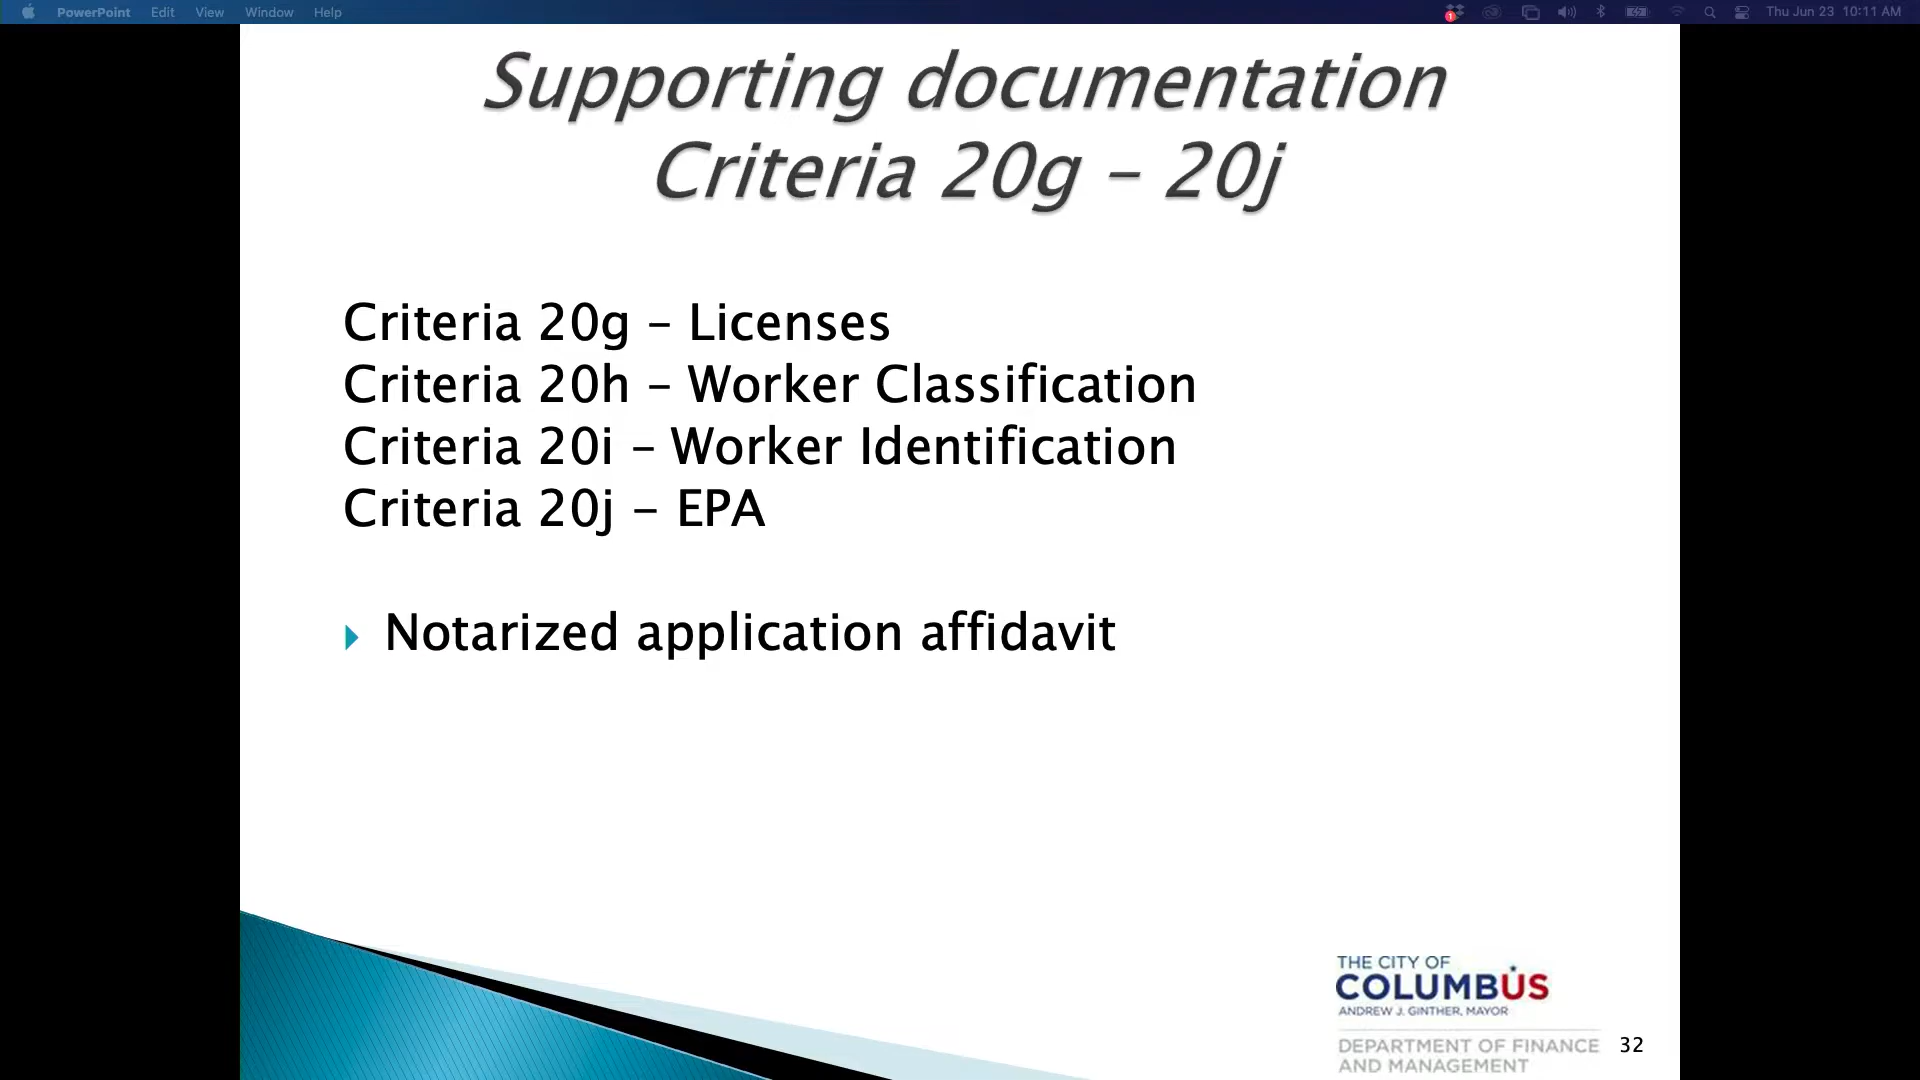 PowerPoint Edit View Window Help
1
Thu Jun 23 10:11 AM
Supporting documentation
Criteria 20g – 20j
Criteria 20g – Licenses
Criteria 20h – Worker Classification
Criteria 20i – Worker Identification
Criteria 20j – EPA
Notarized application affidavit
THE CITY OF
COLUMBUS
ANDREW J. GINTHER, MAYOR
DEPARTMENT OF FINANCE
AND MANAGEMENT
32